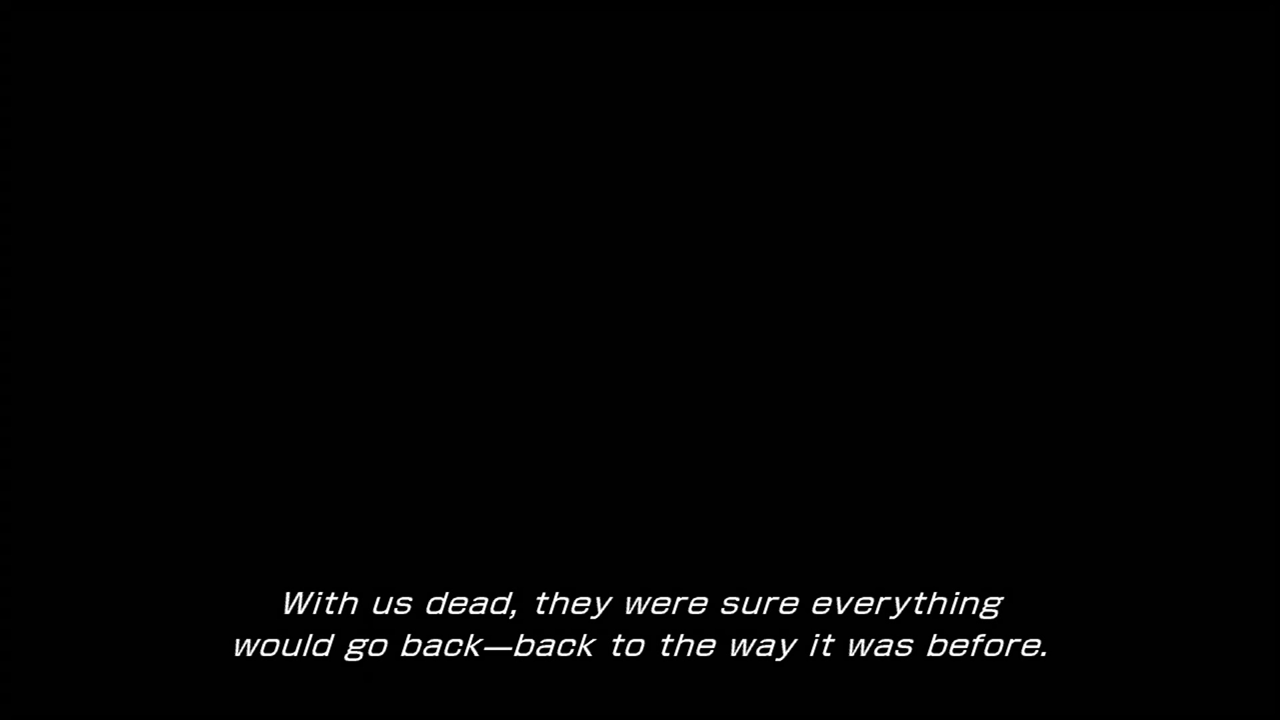 With us dead, they were sure everything
would go back—back to the way it was before.